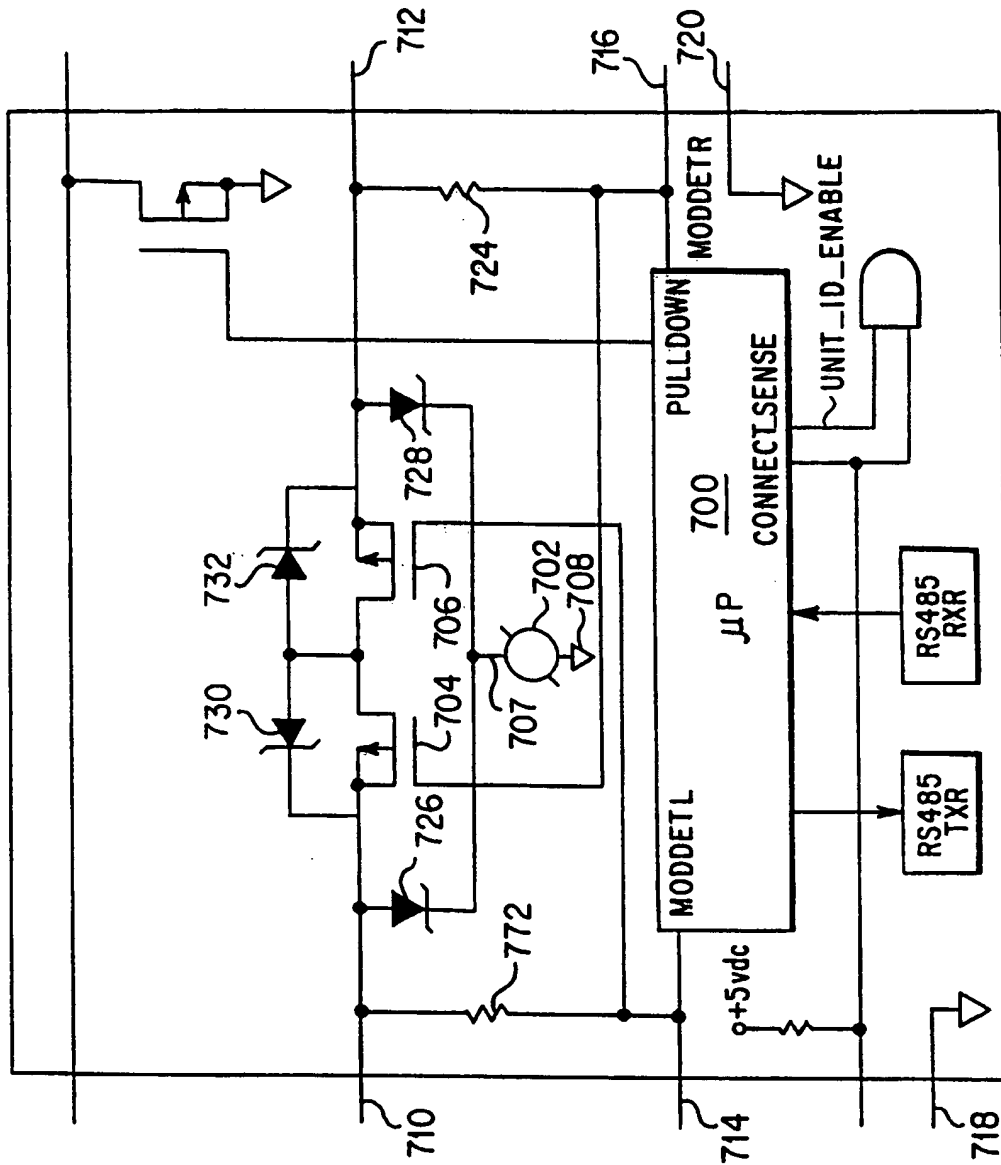 712
716
720
MODDETR
724
UNIT_ID_ENABLE
PULLDOWN
728
CONNECTSENSE
700
732
706
702
708
µP
RS485
RXR
730
704
707
726
RS485
TXR
MODDETL
772
+5vdc
710
714
718